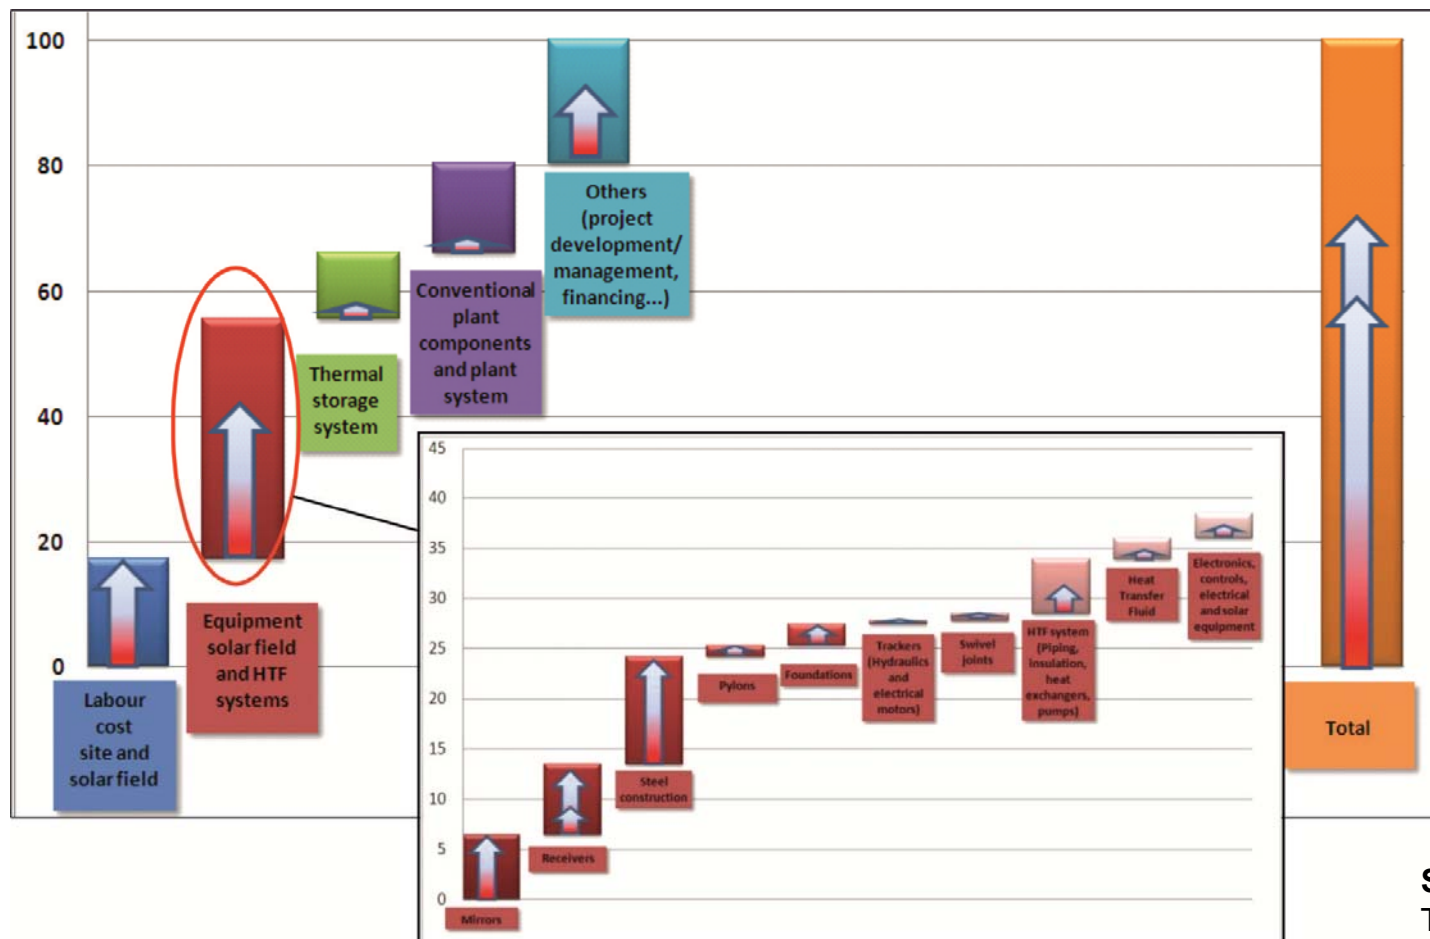 100
80
60
40
20
0
Labour
cost
site and
solar field
Equipment
solar field
and HTF
systems
Thermal
storage
system
Conventional
plant
components
and plant
system
Others
(project
development/
management,
financing...)
Total
45
40
35
30
25
20
15
10
5
0
Mirrors
Receivers
Steel
construction
Pylons
Foundations
Trackers
(Hydraulics
and
electrical
motors)
Swivel
joints
HTF system
(Piping,
insulation,
heat
exchangers,
pumps)
Heat
Transfer
Fluid
Electronics,
controls,
electrical
and solar
equipment
S
T